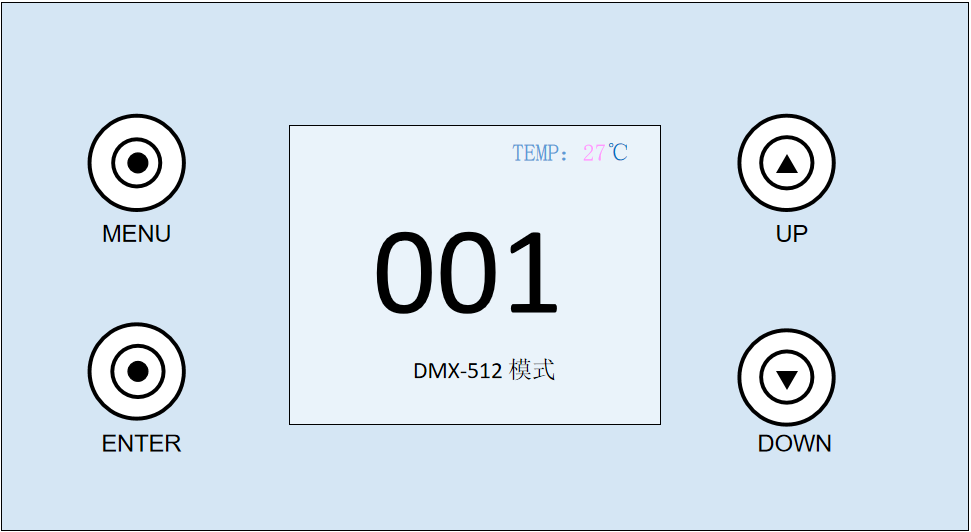 TEMP: 27℃
MENU
UP
001
DMX-512 模式
ENTER
DOWN